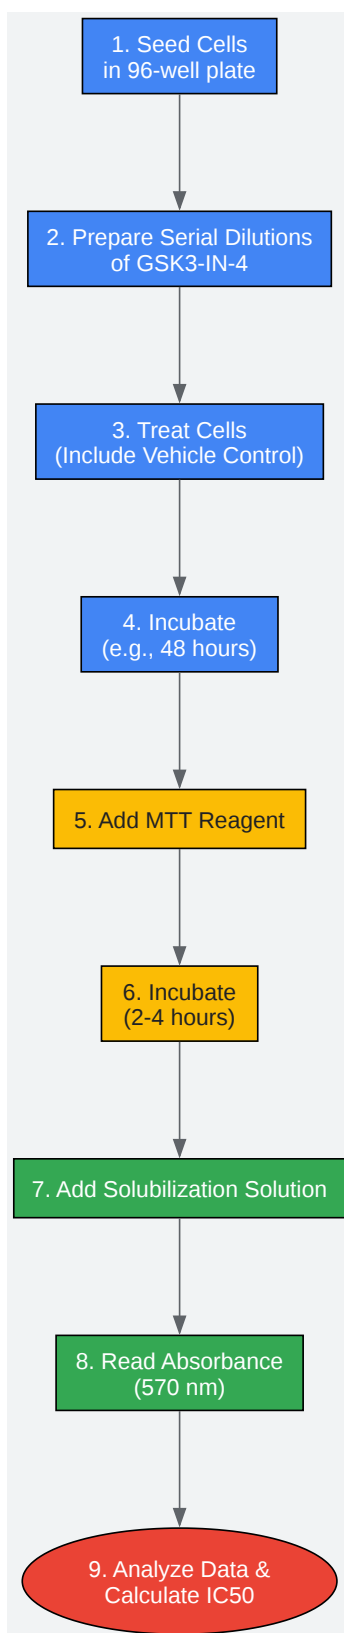 1. Seed Cells
in 96-well plate
2. Prepare Serial Dilutions
of GSK3-IN-4
3. Treat Cells
(Include Vehicle Control)
4. Incubate
(e.g., 48 hours)
5. Add MTT Reagent
6. Incubate
(2-4 hours)
7. Add Solubilization Solution
8. Read Absorbance
(570 nm)
9. Analyze Data &
Calculate IC50